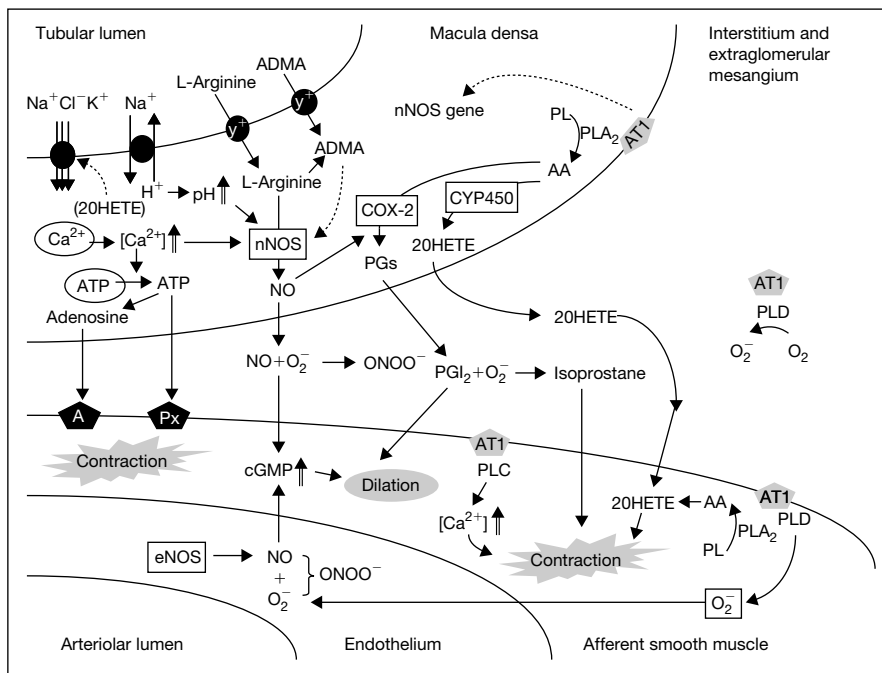 Tubular lumen
Macula densa
Interstitium and
extraglomerular
mesangium
ADMA
L-Arginine
Na⁺Cl⁻K⁺
Na⁺
y⁺
y⁺
nNOS gene
PL
PLA₂
AT1
ADMA
AA
L-Arginine
H⁺
pH
(20HETE)
COX-2
CYP450
Ca²⁺
[Ca²⁺]
nNOS
20HETE
PGs
ATP
ATP
NO
AT1
Adenosine
20HETE
PLD
O₂⁻
O₂
NO+O₂⁻
ONOO⁻
PGI₂+O₂⁻
Isoprostane
A
Px
AT1
Contraction
cGMP
Dilation
PLC
20HETE
AA
AT1
PLD
[Ca²⁺]
PLA₂
PL
eNOS
NO
+
O₂⁻
ONOO⁻
Contraction
O₂⁻
Arteriolar lumen
Endothelium
Afferent smooth muscle